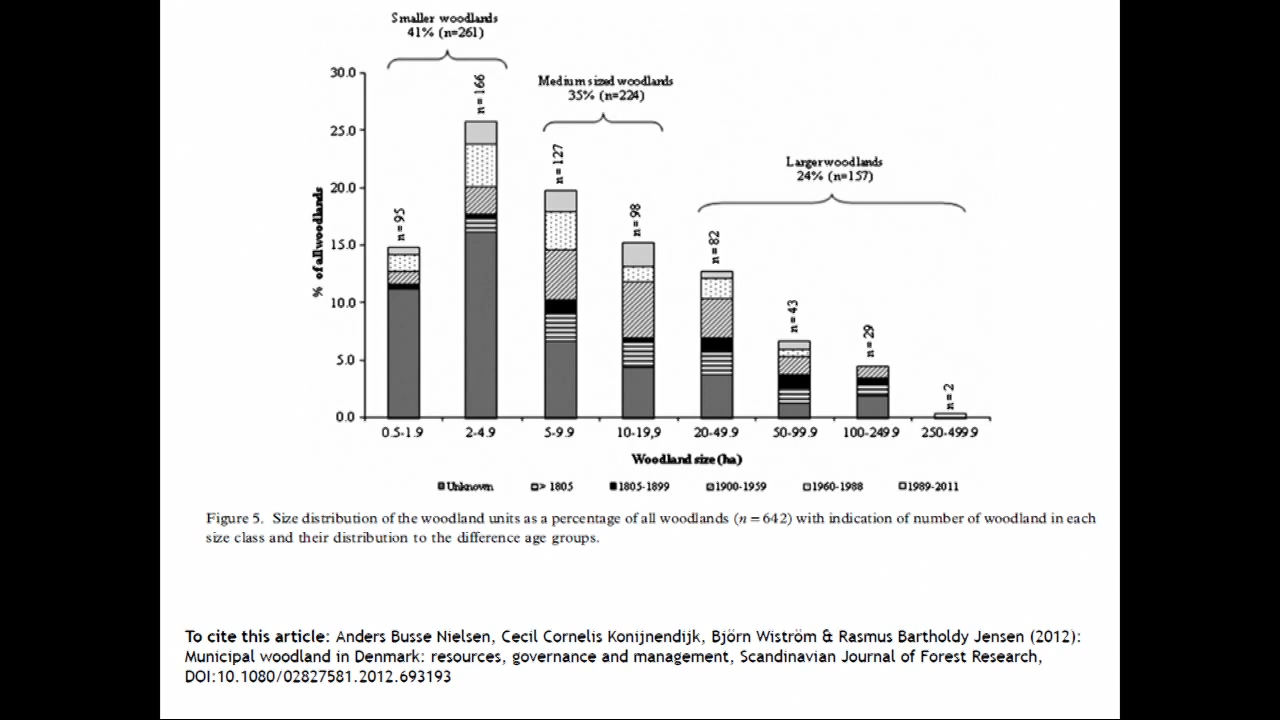 Smaller woodlands
41% (n=261)
Medium sized woodlands
35% (n=224)
Larger woodlands
24% (n=157)
30.0
25.0
20.0
15.0
10.0
5.0
0.0
% of all woodlands
n = 95
n = 166
n = 127
n = 98
n = 82
n = 43
n = 29
n = 2
0.5-1.9 2-4.9 5-9.9 10-19,9 20-49.9 50-99.9 100-249.9 250-499.9
Woodland size (ha)
Unknown > 1805 1805-1899 1900-1959 1960-1988 1989-2011
Figure 5. Size distribution of the woodland units as a percentage of all woodlands (n = 642) with indication of number of woodland in each
size class and their distribution to the difference age groups.
To cite this article: Anders Busse Nielsen, Cecil Cornelis Konijnendijk, Björn Wiström & Rasmus Bartholdy Jensen (2012):
Municipal woodland in Denmark: resources, governance and management, Scandinavian Journal of Forest Research,
DOI:10.1080/02827581.2012.693193